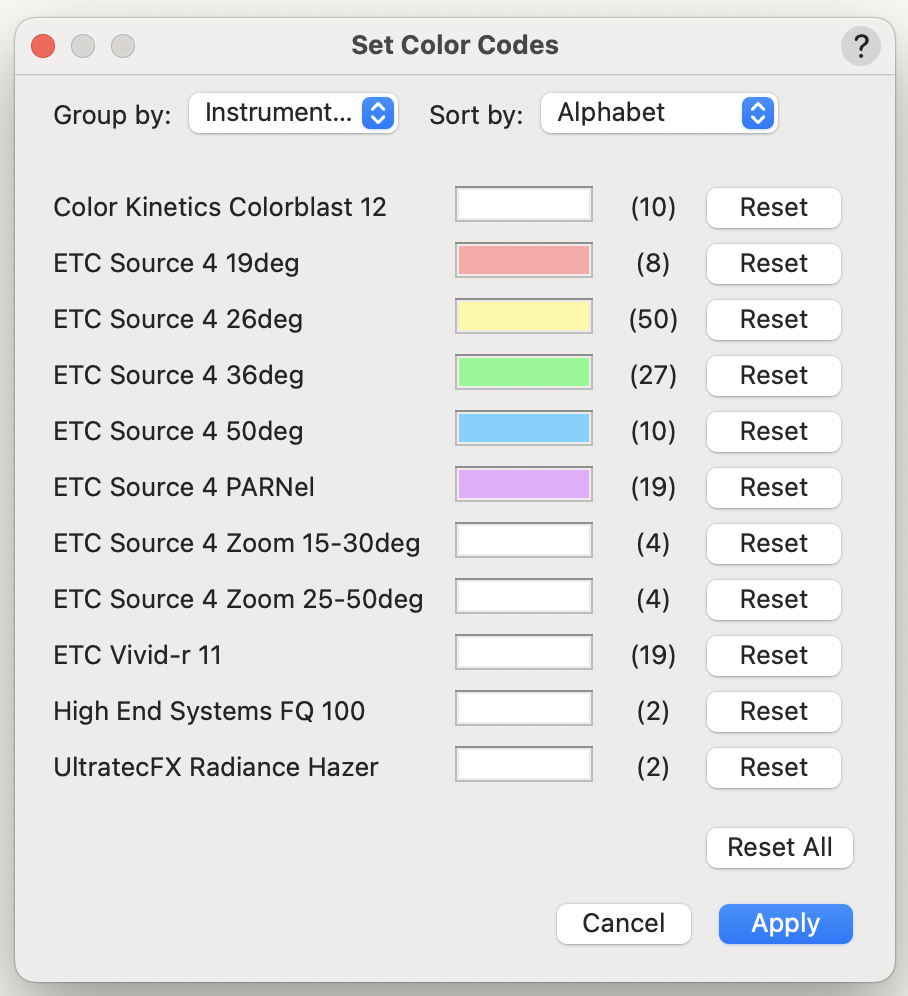 Set Color Codes ?
Group by: Instrument... Sort by: Alphabet
Color Kinetics Colorblast 12 (10) Reset
ETC Source 4 19deg (8) Reset
ETC Source 4 26deg (50) Reset
ETC Source 4 36deg (27) Reset
ETC Source 4 50deg (10) Reset
ETC Source 4 PARNel (19) Reset
ETC Source 4 Zoom 15-30deg (4) Reset
ETC Source 4 Zoom 25-50deg (4) Reset
ETC Vivid-r 11 (19) Reset
High End Systems FQ 100 (2) Reset
UltratecFX Radiance Hazer (2) Reset
Reset All
Cancel Apply